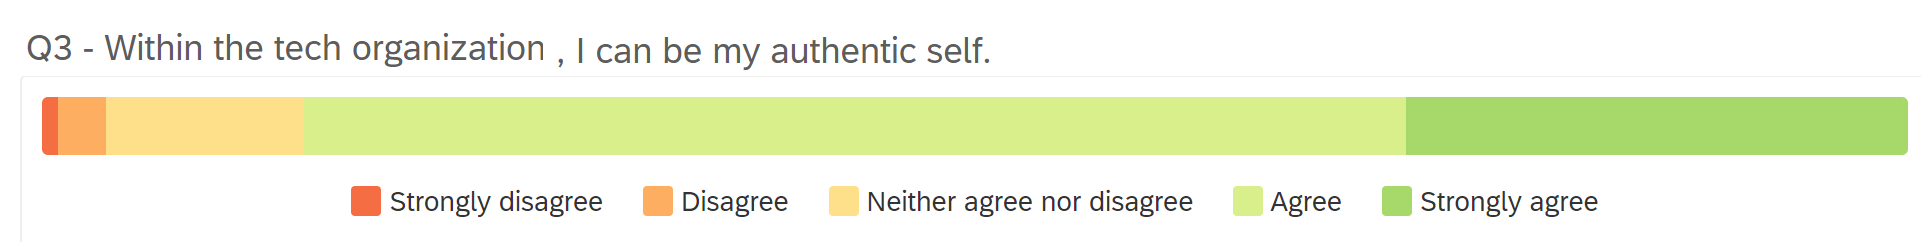 Q3 - Within the tech organization , I can be my authentic self.
Strongly disagree Disagree Neither agree nor disagree Agree Strongly agree